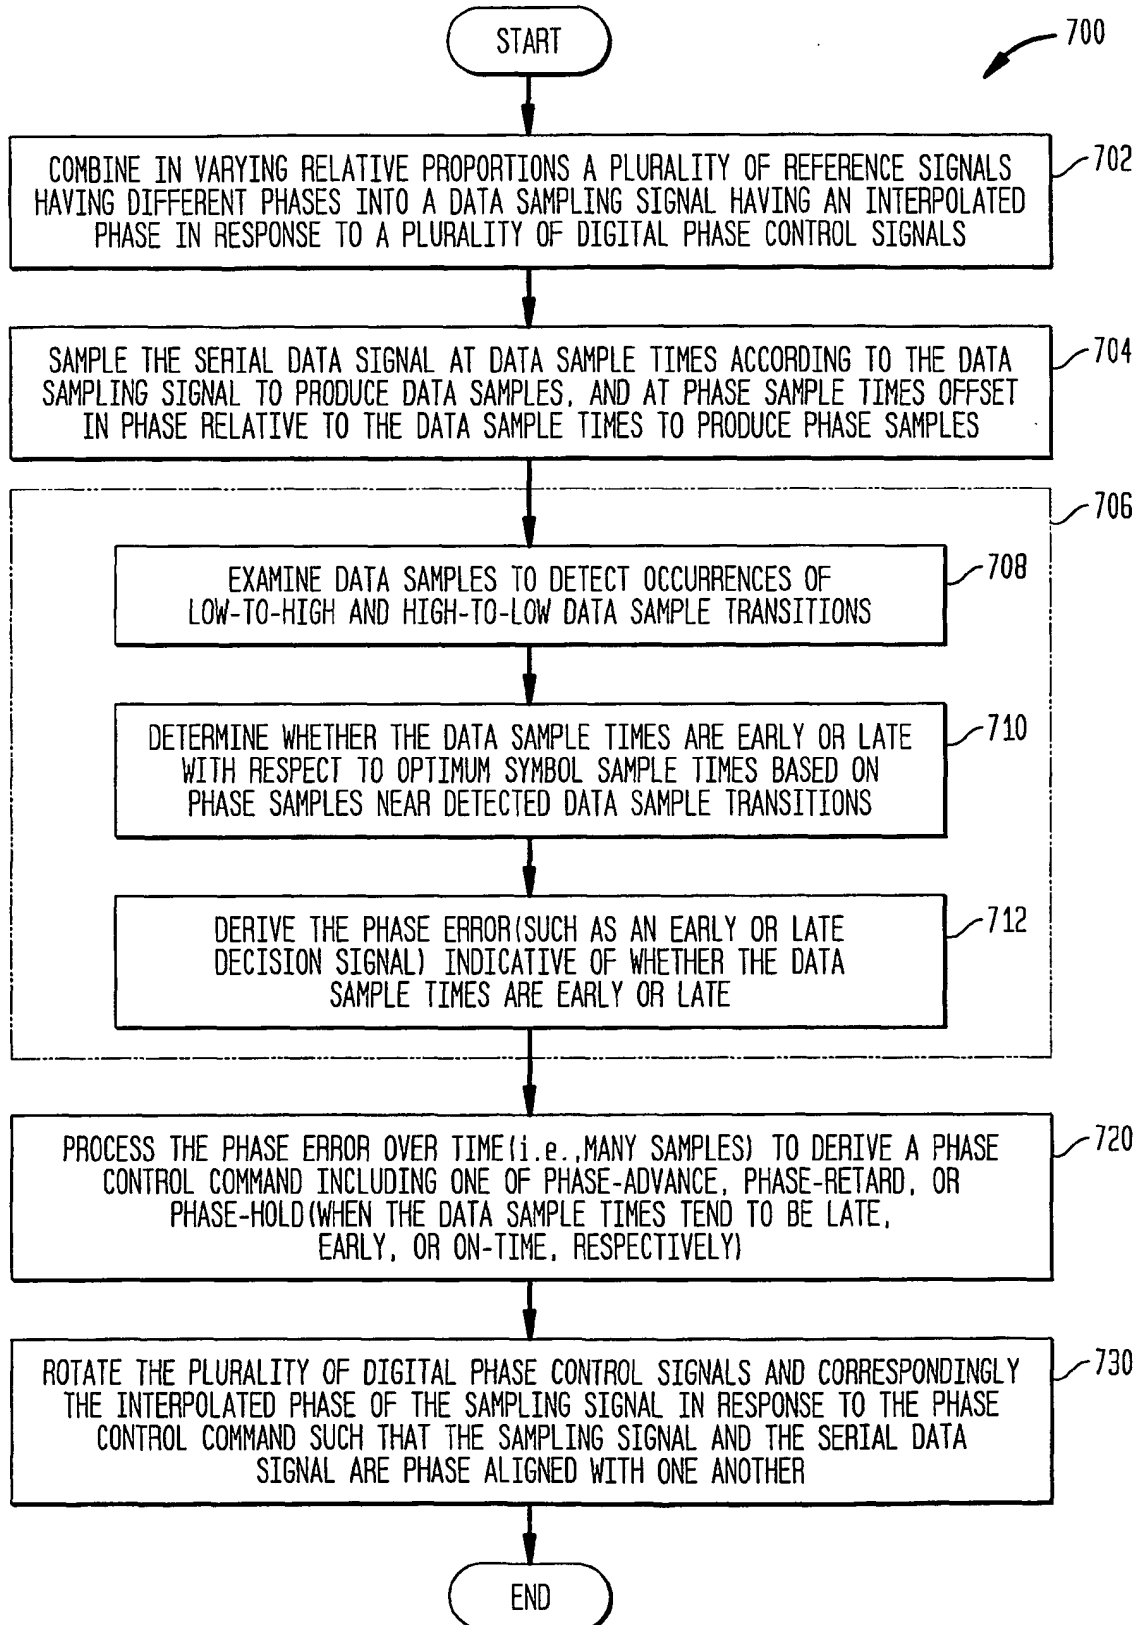 START
700
COMBINE IN VARYING RELATIVE PROPORTIONS A PLURALITY OF REFERENCE SIGNALS
HAVING DIFFERENT PHASES INTO A DATA SAMPLING SIGNAL HAVING AN INTERPOLATED
PHASE IN RESPONSE TO A PLURALITY OF DIGITAL PHASE CONTROL SIGNALS
702
SAMPLE THE SERIAL DATA SIGNAL AT DATA SAMPLE TIMES ACCORDING TO THE DATA
SAMPLING SIGNAL TO PRODUCE DATA SAMPLES, AND AT PHASE SAMPLE TIMES OFFSET
IN PHASE RELATIVE TO THE DATA SAMPLE TIMES TO PRODUCE PHASE SAMPLES
704
706
EXAMINE DATA SAMPLES TO DETECT OCCURRENCES OF
LOW-TO-HIGH AND HIGH-TO-LOW DATA SAMPLE TRANSITIONS
708
DETERMINE WHETHER THE DATA SAMPLE TIMES ARE EARLY OR LATE
WITH RESPECT TO OPTIMUM SYMBOL SAMPLE TIMES BASED ON
PHASE SAMPLES NEAR DETECTED DATA SAMPLE TRANSITIONS
710
DERIVE THE PHASE ERROR(SUCH AS AN EARLY OR LATE
DECISION SIGNAL) INDICATIVE OF WHETHER THE DATA
SAMPLE TIMES ARE EARLY OR LATE
712
PROCESS THE PHASE ERROR OVER TIME(i.e.,MANY SAMPLES) TO DERIVE A PHASE
CONTROL COMMAND INCLUDING ONE OF PHASE-ADVANCE, PHASE-RETARD, OR
PHASE-HOLD(WHEN THE DATA SAMPLE TIMES TEND TO BE LATE,
EARLY, OR ON-TIME, RESPECTIVELY)
720
ROTATE THE PLURALITY OF DIGITAL PHASE CONTROL SIGNALS AND CORRESPONDINGLY
THE INTERPOLATED PHASE OF THE SAMPLING SIGNAL IN RESPONSE TO THE PHASE
CONTROL COMMAND SUCH THAT THE SAMPLING SIGNAL AND THE SERIAL DATA
SIGNAL ARE PHASE ALIGNED WITH ONE ANOTHER
730
END